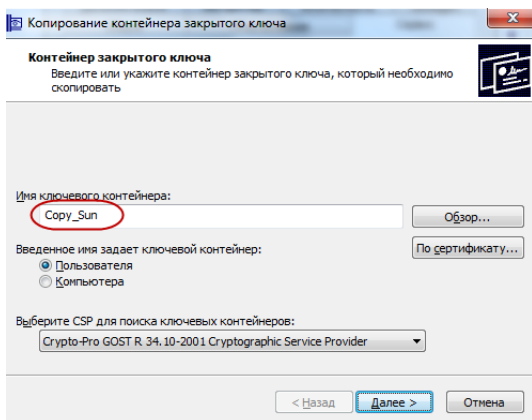 Копирование контейнера закрытого ключа
Контейнер закрытого ключа
Введите или укажите контейнер закрытого ключа, который необходимо
скопировать
Имя ключевого контейнера:
Copy_Sun
Обзор...
Введенное имя задает ключевой контейнер:
По сертификату...
Пользователя
Компьютера
Выберите CSP для поиска ключевых контейнеров:
Crypto-Pro GOST R 34.10-2001 Cryptographic Service Provider
< Назад
Далее >
Отмена